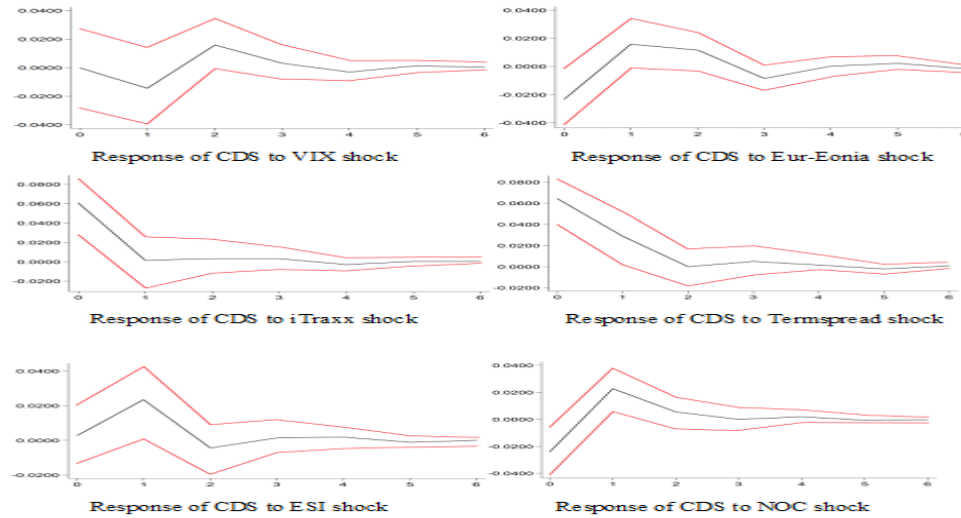 0.0400
0.0200
0.0000
-0.0200
-0.0400
0 1 2 3 4 5 6
Response of CDS to VIX shock
0.0400
0.0200
0.0000
-0.0200
-0.0400
0 1 2 3 4 5
Response of CDS to Eur-Eonia shock
0.0800
0.0600
0.0400
0.0200
0.0000
-0.0200
0 1 2 3 4 5 6
Response of CDS to iTraxx shock
0.0800
0.0600
0.0400
0.0200
0.0000
-0.0200
0 1 2 3 4 5 6
Response of CDS to Termspread shock
0.0400
0.0200
0.0000
-0.0200
0 1 2 3 4 5 6
Response of CDS to ESI shock
0.0400
0.0200
0.0000
-0.0200
-0.0400
0 1 2 3 4 5 6
Response of CDS to NOC shock